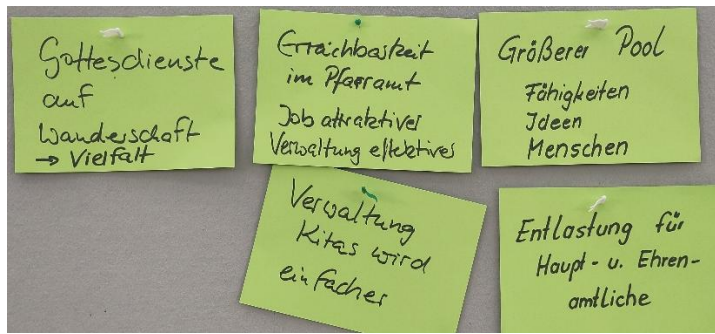 Gottesdienste
auf
Wanderschaft
→ Vielfalt
Erreichbarkeit
im Pfarramt
Job attraktiver
Verwaltung effektiver
Größerer Pool
Fähigkeiten
Ideen
Menschen
Verwaltung
Kitas wird
einfacher
Entlastung für
Haupt- u. Ehren-
amtliche